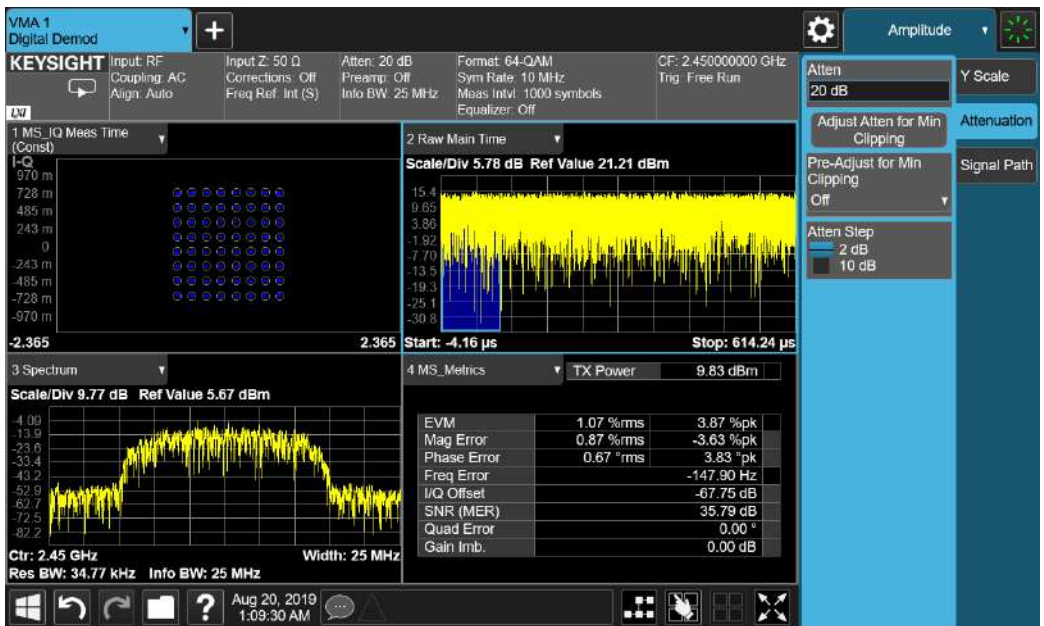 VMA 1
Digital Demod
Amplitude
KEYSIGHT
LXI
Input: RF
Coupling: AC
Align: Auto
Input Z: 50 Ω
Corrections: Off
Freq Ref: Int (S)
Atten: 20 dB
Preamp: Off
Info BW: 25 MHz
Format: 64-QAM
Sym Rate: 10 MHz
Meas Intvl: 1000 symbols
Equalizer: Off
CF: 2.450000000 GHz
Trig: Free Run
1 MS_IQ Meas Time
(Const)
I-Q
970 m
728 m
485 m
243 m
0
-243 m
-485 m
-728 m
-970 m
-2.365 2.365
2 Raw Main Time
Scale/Div 5.78 dB Ref Value 21.21 dBm
15.4
9.65
3.86
-1.92
-7.70
-13.5
-19.3
-25.1
-30.8
Start: -4.16 µs Stop: 614.24 µs
3 Spectrum
Scale/Div 9.77 dB Ref Value 5.67 dBm
-4.09
-13.9
-23.6
-33.4
-43.2
-52.9
-62.7
-72.5
-82.2
Ctr: 2.45 GHz Width: 25 MHz
Res BW: 34.77 kHz Info BW: 25 MHz
4 MS_Metrics TX Power 9.83 dBm
EVM 1.07 %rms 3.87 %pk
Mag Error 0.87 %rms -3.63 %pk
Phase Error 0.67 °rms 3.83 °pk
Freq Error -147.90 Hz
I/Q Offset -67.75 dB
SNR (MER) 35.79 dB
Quad Error 0.00 °
Gain Imb. 0.00 dB
Atten
20 dB
Adjust Atten for Min
Clipping
Pre-Adjust for Min
Clipping
Off
Atten Step
2 dB
10 dB
Y Scale
Attenuation
Signal Path
?
Aug 20, 2019
1:09:30 AM